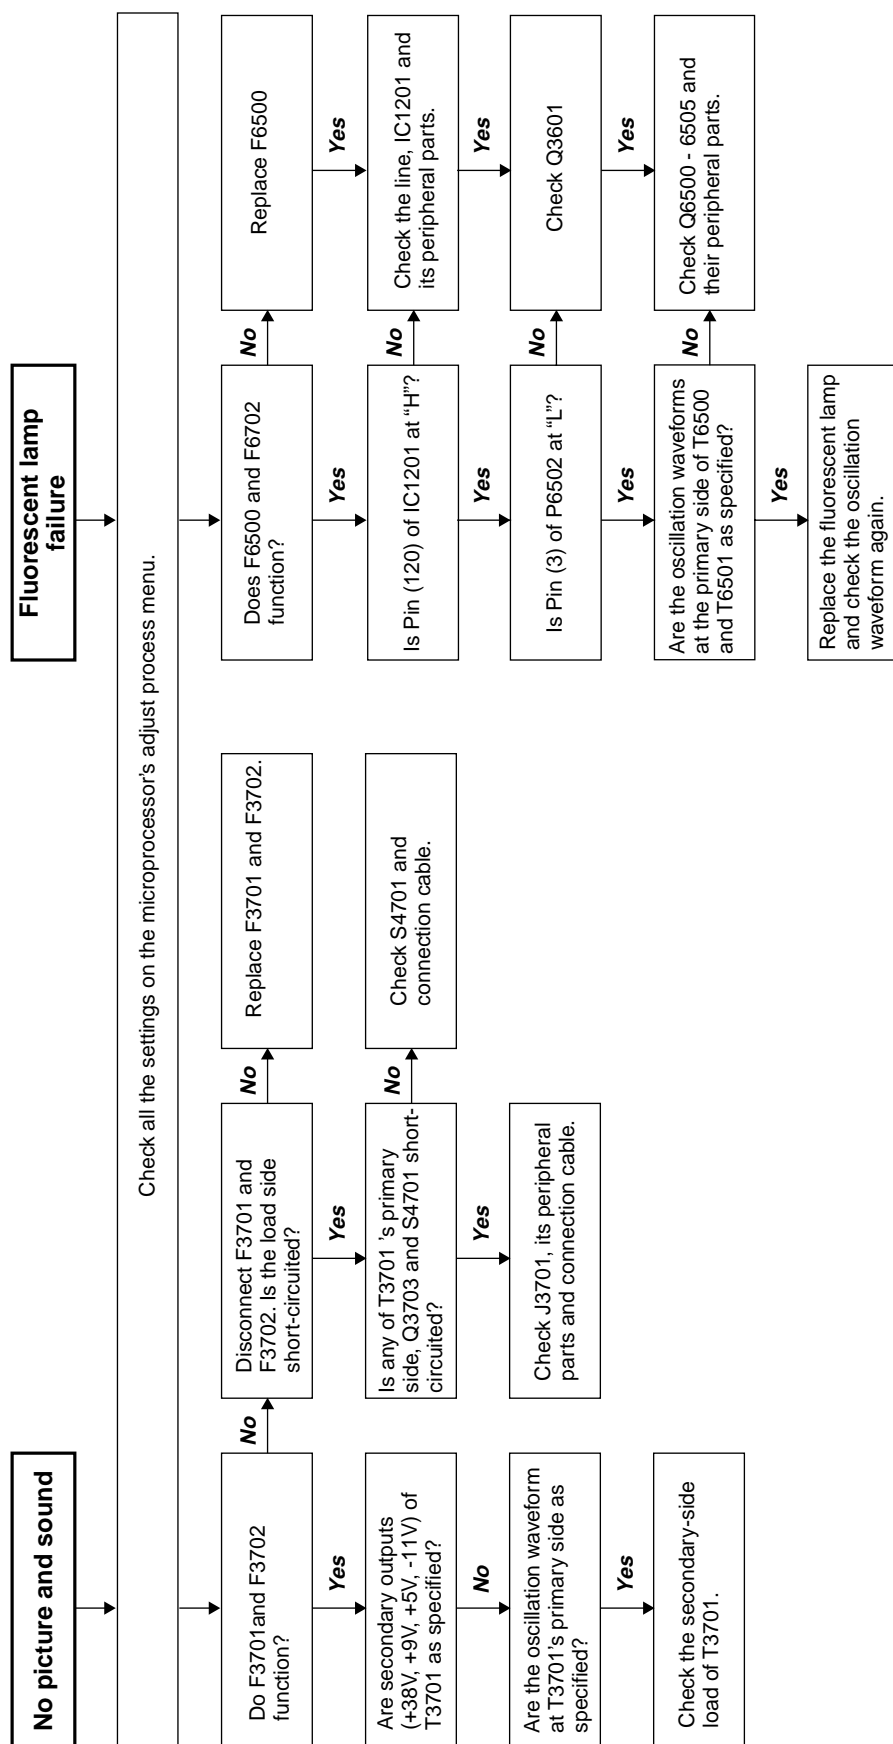 No picture and sound
Fluorescent lamp
failure
Check all the settings on the microprocessor's adjust process menu.
Do F3701and F3702
function?
No
Disconnect F3701 and
F3702. Is the load side
short-circuited?
No
Replace F3701 and F3702.
Does F6500 and F6702
function?
No
Replace F6500
Yes
Yes
Yes
Yes
Are secondary outputs
(+38V, +9V, +5V, -11V) of
T3701 as specified?
Is any of T3701 's primary
side, Q3703 and S4701 short-
circuited?
No
Check S4701 and
connection cable.
Is Pin (120) of IC1201 at “H”?
No
Check the line, IC1201 and
its peripheral parts.
No
Yes
Yes
Yes
Are the oscillation waveform
at T3701's primary side as
specified?
Check J3701, its peripheral
parts and connection cable.
Is Pin (3) of P6502 at “L”?
No
Check Q3601
Yes
Yes
Yes
Check the secondary-side
load of T3701.
Are the oscillation waveforms
at the primary side of T6500
and T6501 as specified?
No
Check Q6500 - 6505 and
their peripheral parts.
Yes
Replace the fluorescent lamp
and check the oscillation
waveform again.